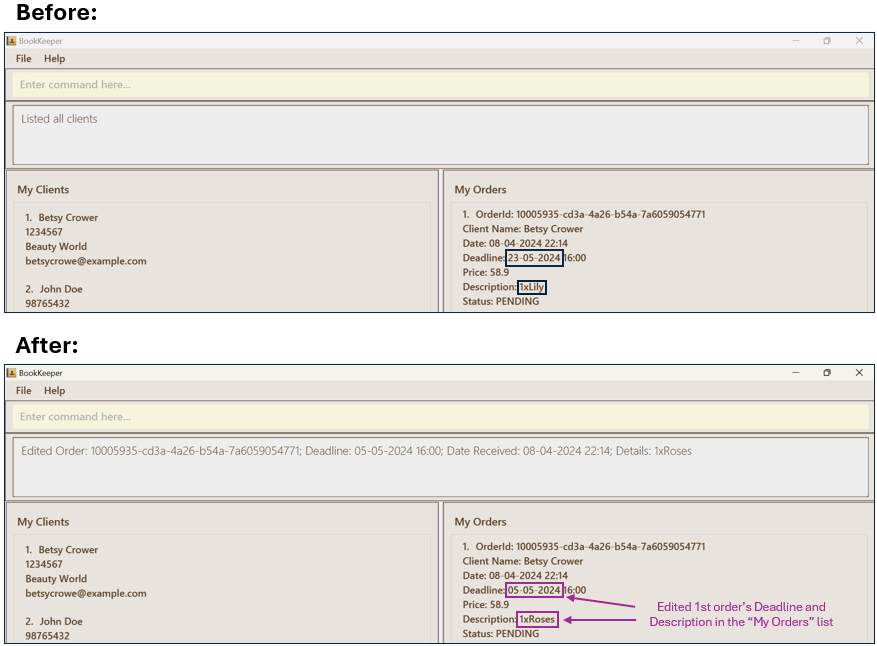 Before:
BookKeeper
File Help
Enter command here...
Listed all clients
My Clients
1. Betsy Crower
1234567
Beauty World
betsycrowe@example.com
2. John Doe
98765432
My Orders
1. OrderId: 10005935-cd3a-4a26-b54a-7a6059054771
Client Name: Betsy Crower
Date: 08-04-2024 22:14
Deadline: 23-05-2024 16:00
Price: 58.9
Description: 1xLily
Status: PENDING
After:
BookKeeper
File Help
Enter command here...
Edited Order: 10005935-cd3a-4a26-b54a-7a6059054771; Deadline: 05-05-2024 16:00; Date Received: 08-04-2024 22:14; Details: 1xRoses
My Clients
1. Betsy Crower
1234567
Beauty World
betsycrowe@example.com
2. John Doe
98765432
My Orders
1. OrderId: 10005935-cd3a-4a26-b54a-7a6059054771
Client Name: Betsy Crower
Date: 08-04-2024 22:14
Deadline: 05-05-2024 16:00
Price: 58.9
Description: 1xRoses
Status: PENDING
Edited 1st order's Deadline and
Description in the “My Orders” list